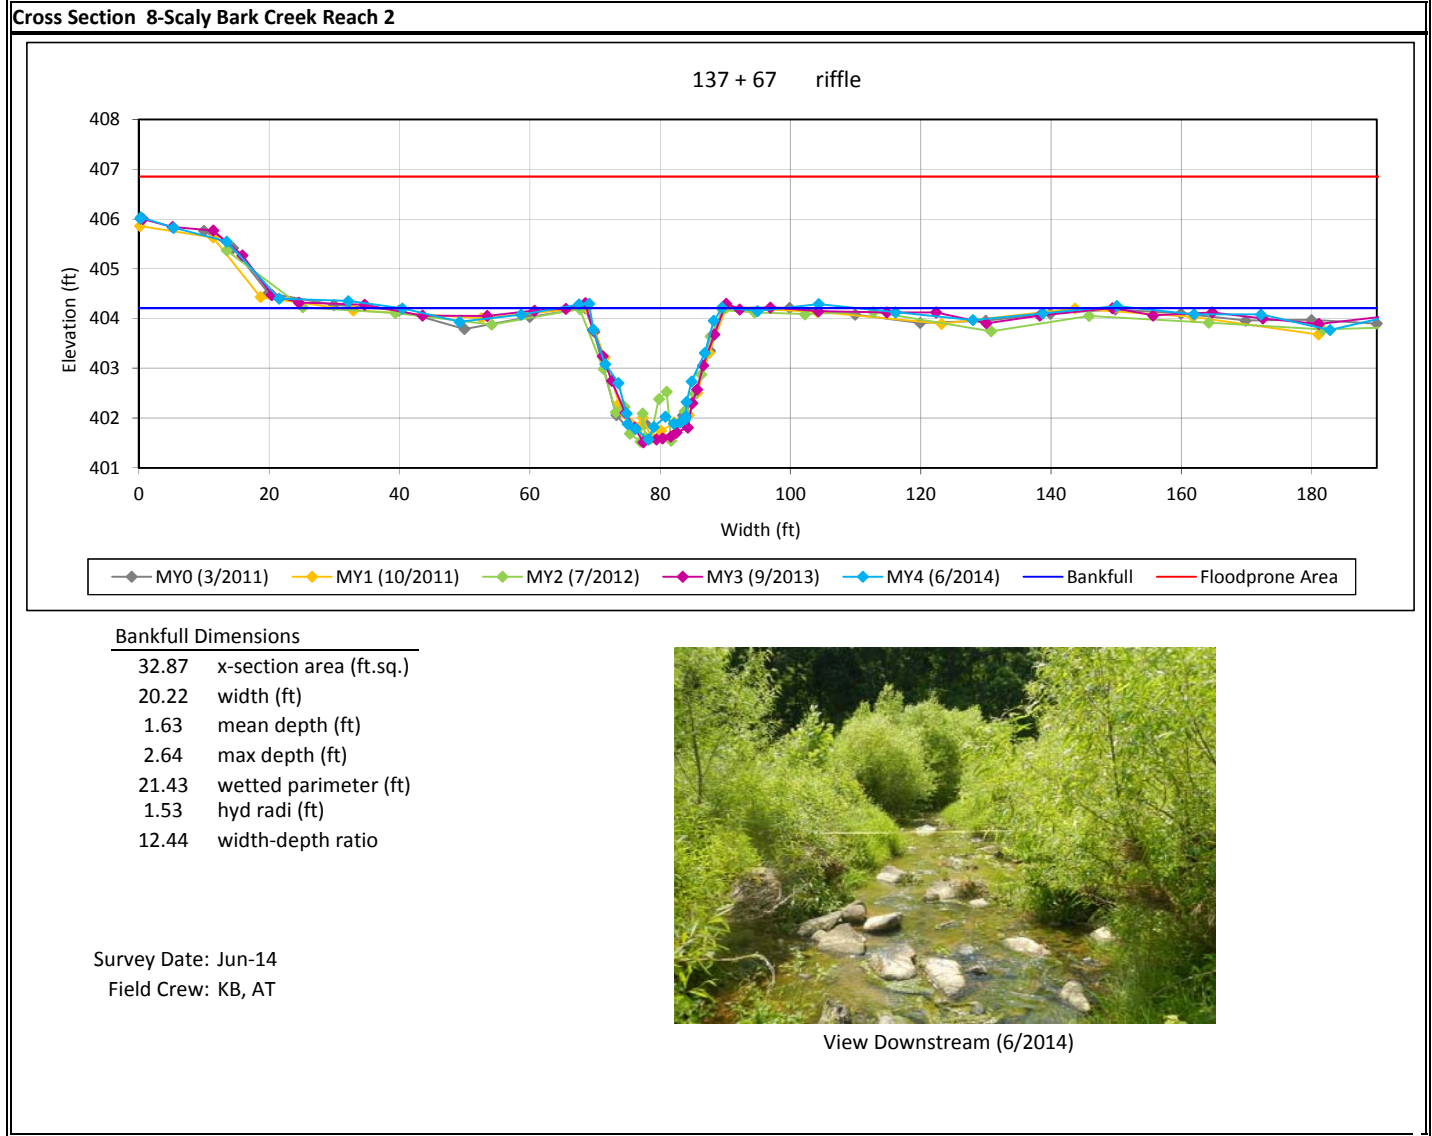 Cross Section 8-Scaly Bark Creek Reach 2
137 + 67 riffle
408
407
406
405
404
403
402
401
Elevation (ft)
0 20 40 60 80 100 120 140 160 180
Width (ft)
MY0 (3/2011) MY1 (10/2011) MY2 (7/2012) MY3 (9/2013) MY4 (6/2014) Bankfull Floodprone Area
Bankfull Dimensions
32.87 x-section area (ft.sq.)
20.22 width (ft)
1.63 mean depth (ft)
2.64 max depth (ft)
21.43 wetted parimeter (ft)
1.53 hyd radi (ft)
12.44 width-depth ratio
Survey Date: Jun-14
Field Crew: KB, AT
View Downstream (6/2014)